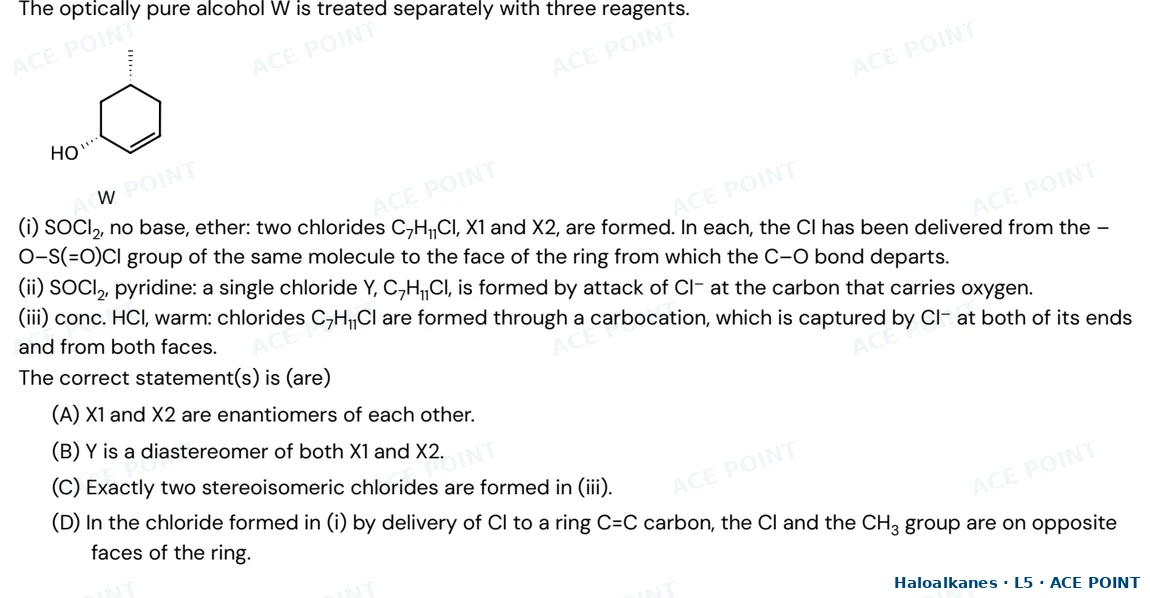 The optically pure alcohol W is treated separately with three reagents.
HO
W
(i) SOCl₂, no base, ether: two chlorides C₇H₁₁Cl, X1 and X2, are formed. In each, the Cl has been delivered from the –
O–S(=O)Cl group of the same molecule to the face of the ring from which the C–O bond departs.
(ii) SOCl₂, pyridine: a single chloride Y, C₇H₁₁Cl, is formed by attack of Cl⁻ at the carbon that carries oxygen.
(iii) conc. HCl, warm: chlorides C₇H₁₁Cl are formed through a carbocation, which is captured by Cl⁻ at both of its ends
and from both faces.
The correct statement(s) is (are)
(A) X1 and X2 are enantiomers of each other.
(B) Y is a diastereomer of both X1 and X2.
(C) Exactly two stereoisomeric chlorides are formed in (iii).
(D) In the chloride formed in (i) by delivery of Cl to a ring C=C carbon, the Cl and the CH₃ group are on opposite
faces of the ring.
Haloalkanes · L5 · ACE POINT
ACE POINT